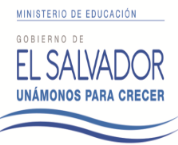 MINISTERIO DE EDUCACIÓN
GOBIERNO DE
EL SALVADOR
UNÁMONOS PARA CRECER